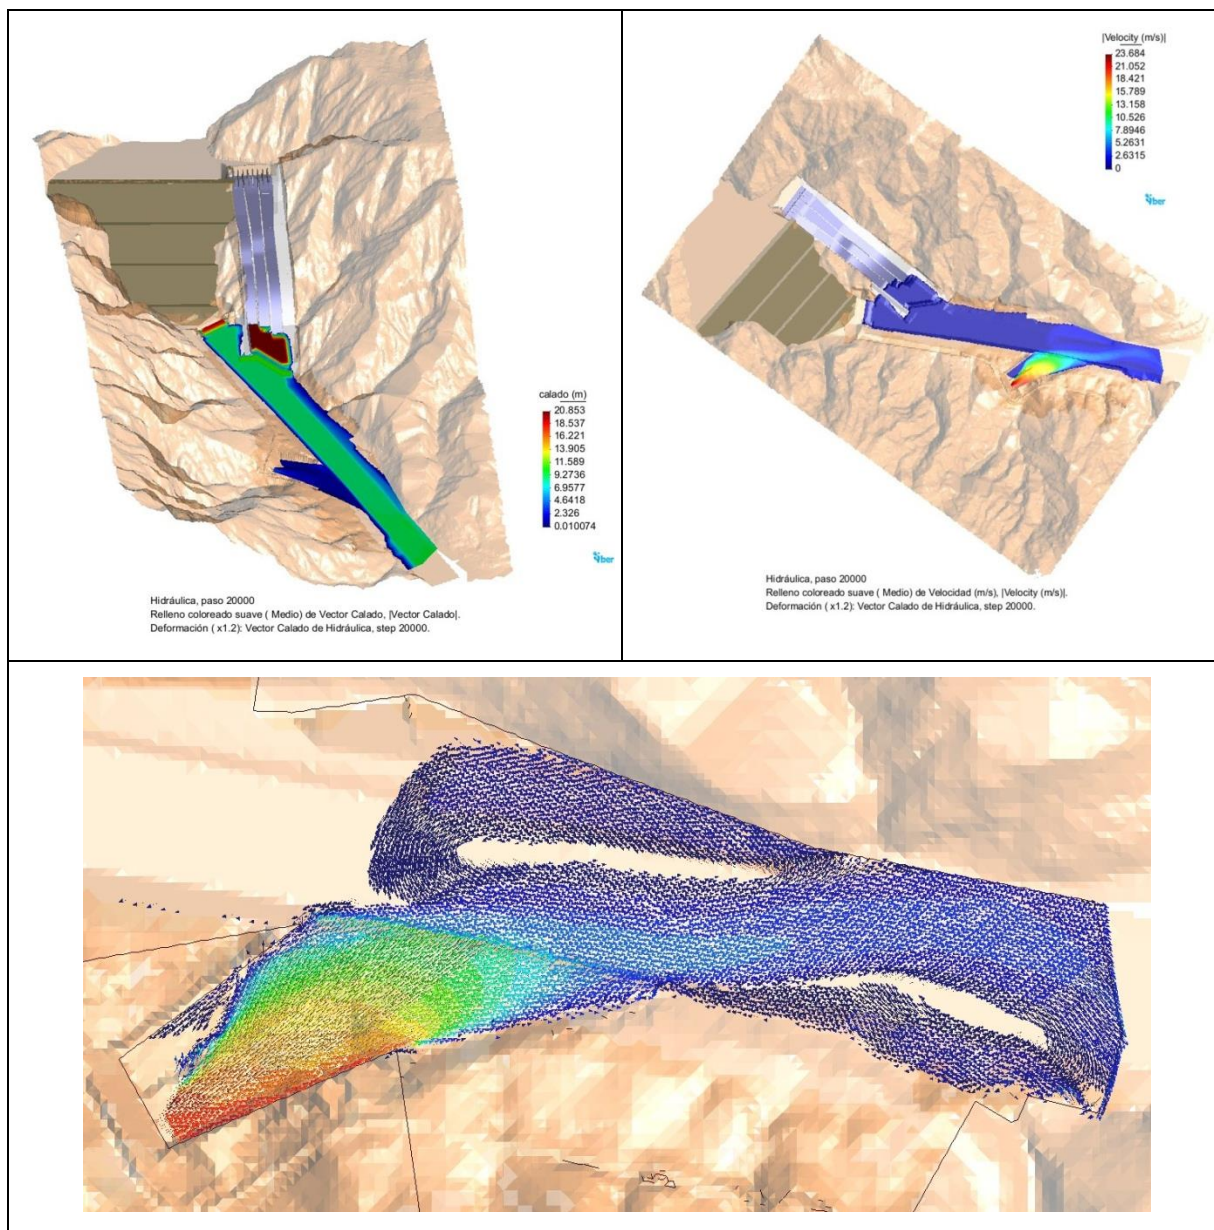 calado (m)
20.853
18.537
16.221
13.905
11.589
9.2736
6.9577
4.6418
2.326
0.010074
Iber
Hidráulica, paso 20000
Relleno coloreado suave ( Medio) de Vector Calado, |Vector Calado|.
Deformación ( x1.2): Vector Calado de Hidráulica, step 20000.
|Velocity (m/s)|
23.684
21.052
18.421
15.789
13.158
10.526
7.8946
5.2631
2.6315
0
Iber
Hidráulica, paso 20000
Relleno coloreado suave ( Medio) de Velocidad (m/s), |Velocity (m/s)|.
Deformación ( x1.2): Vector Calado de Hidráulica, step 20000.